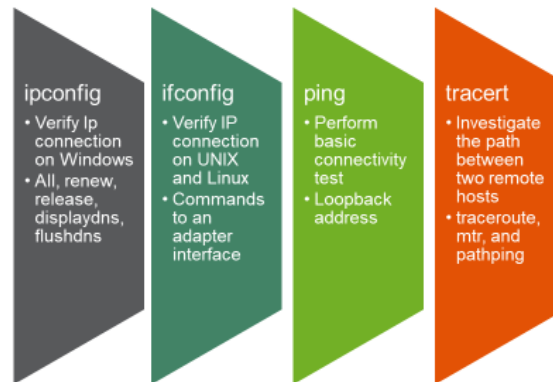 ipconfig
• Verify Ip
connection
on Windows
• All, renew,
release,
displaydns,
flushdns
ifconfig
• Verify IP
connection
on UNIX
and Linux
• Commands
to an
adapter
interface
ping
• Perform
basic
connectivity
test
• Loopback
address
tracert
• Investigate
the path
between
two remote
hosts
• traceroute,
mtr, and
pathping